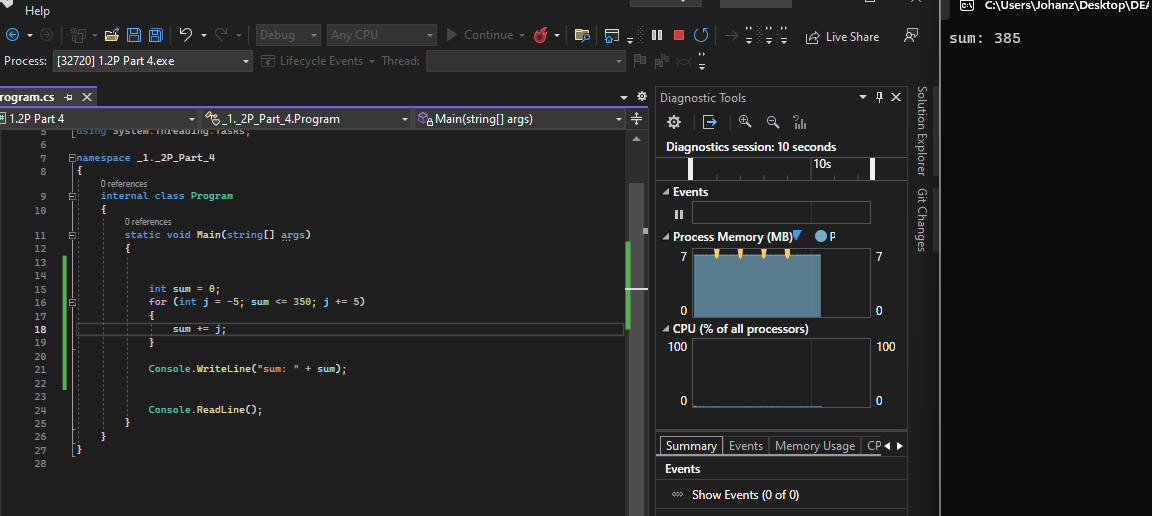 Help
C:\Users\Johanz\Desktop\DEA
Debug
Any CPU
Continue
Live Share
sum: 385
Process:
[32720] 1.2P Part 4.exe
Lifecycle Events
Thread:
rogram.cs
1.2P Part 4
_1._2P_Part_4.Program
Main(string[] args)
5 using System.Threading.Tasks;
6
7 namespace _1._2P_Part_4
8 {
0 references
9 internal class Program
10 {
0 references
11 static void Main(string[] args)
12 {
13
14
15 int sum = 0;
16 for (int j = -5; sum <= 350; j += 5)
17 {
18 sum += j;
19 }
20
21 Console.WriteLine("sum: " + sum);
22
23
24 Console.ReadLine();
25 }
26 }
27 }
28
Diagnostic Tools
Diagnostics session: 10 seconds
10s
Events
Process Memory (MB)
P
7 7
0 0
CPU (% of all processors)
100 100
0 0
Summary Events Memory Usage CP
Events
Show Events (0 of 0)
Solution Explorer
Git Changes